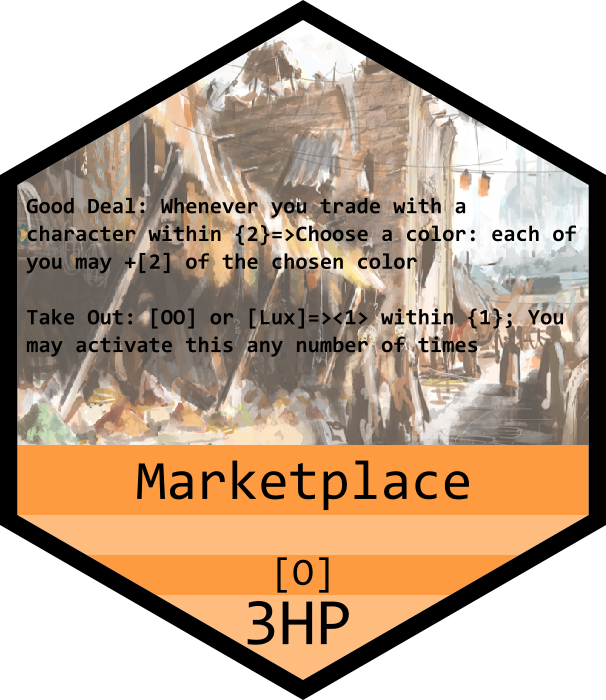 Good Deal: Whenever you trade with a
character within {2}=>Choose a color: each of
you may +[2] of the chosen color
Take Out: [OO] or [Lux]=><1> within {1}; You
may activate this any number of times
Marketplace
[O]
3HP